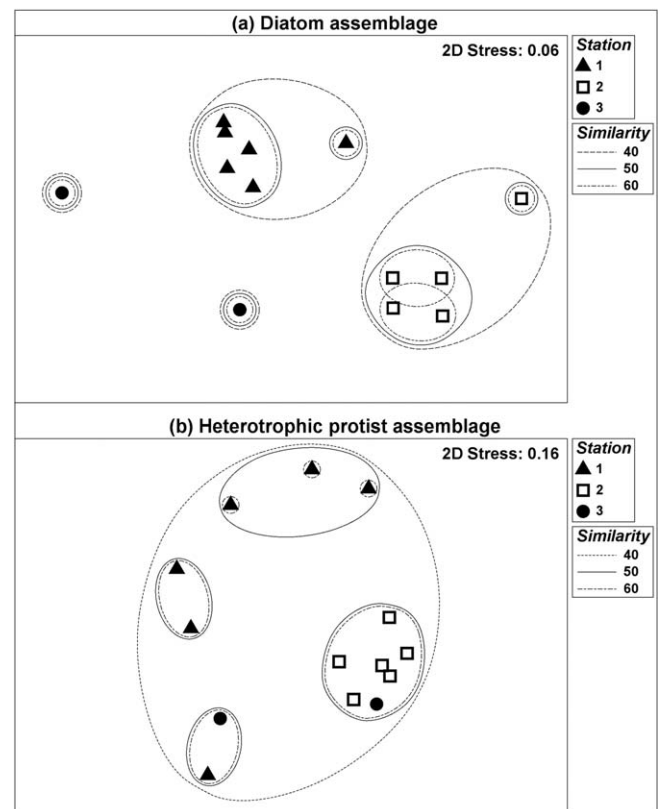 (a) Diatom assemblage
2D Stress: 0.06
Station
1
2
3
Similarity
40
50
60
(b) Heterotrophic protist assemblage
2D Stress: 0.16
Station
1
2
3
Similarity
40
50
60